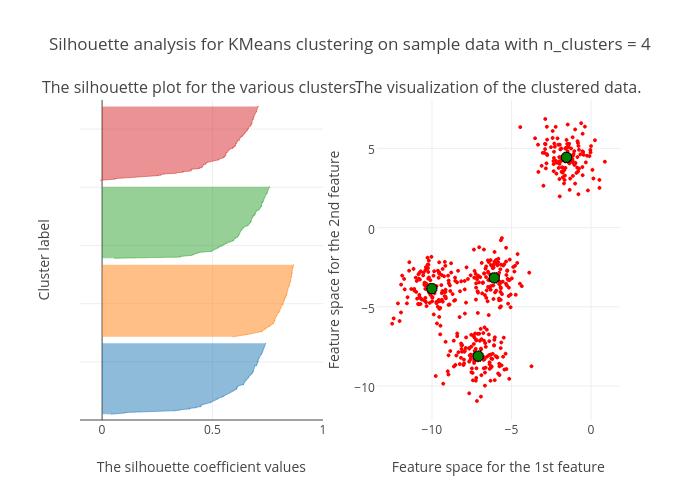 Silhouette analysis for KMeans clustering on sample data with n_clusters = 4
The silhouette plot for the various clusters.
The visualization of the clustered data.
Cluster label
0
0.5
1
The silhouette coefficient values
Feature space for the 2nd feature
5
0
−5
−10
−10
−5
0
Feature space for the 1st feature